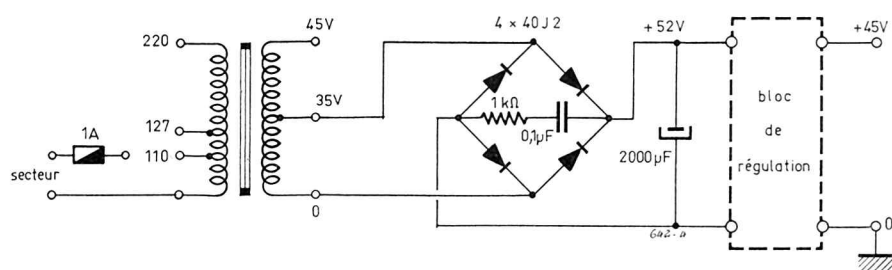 220
45V
4 × 40J2
+52V
+45V
35V
1kΩ
0,1µF
bloc
de
régulation
127
1A
110
secteur
2000µF
0
0